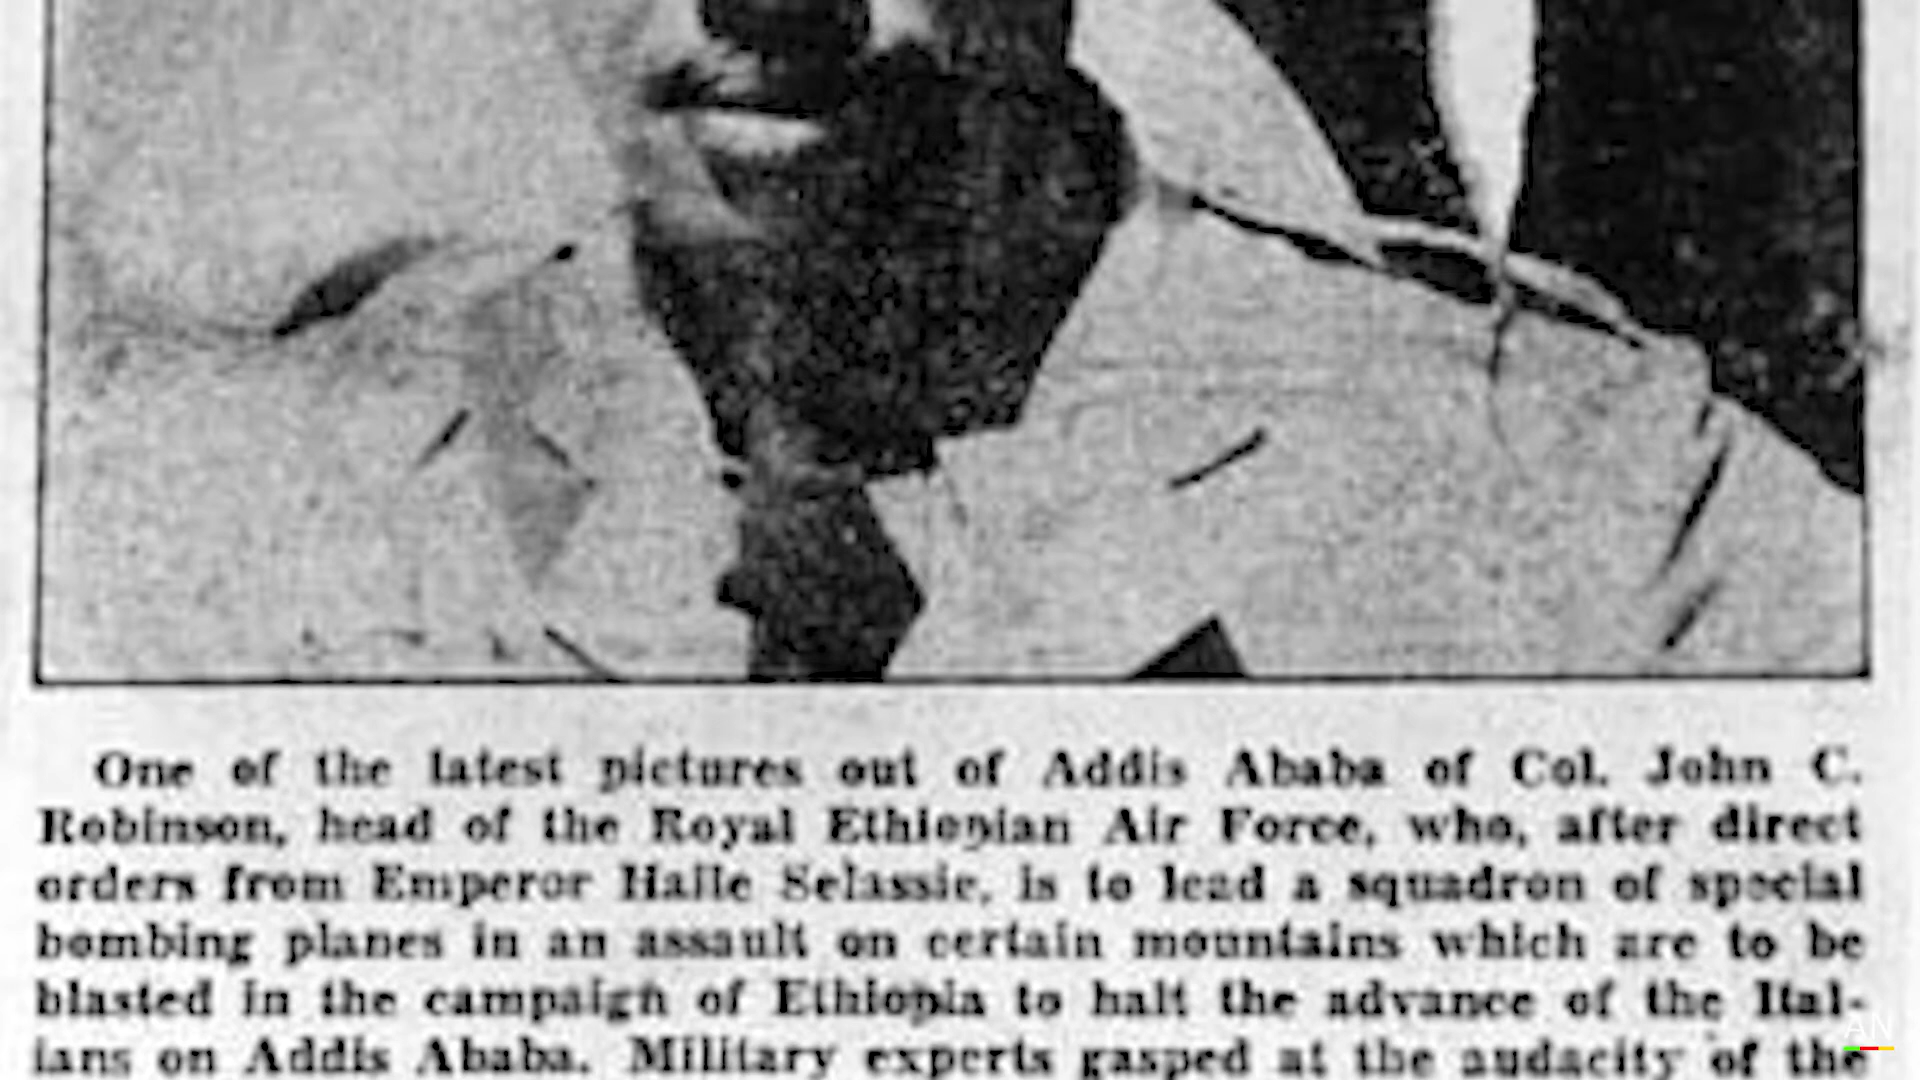 One of the latest pictures out of Addis Ababa of Col. John C.
Robinson, head of the Royal Ethiopian Air Force, who, after direct
orders from Emperor Haile Selassie, is to lead a squadron of special
bombing planes in an assault on certain mountains which are to be
blasted in the campaign of Ethiopia to halt the advance of the Ital-
ians on Addis Ababa. Military experts gasped at the audacity of the
AN